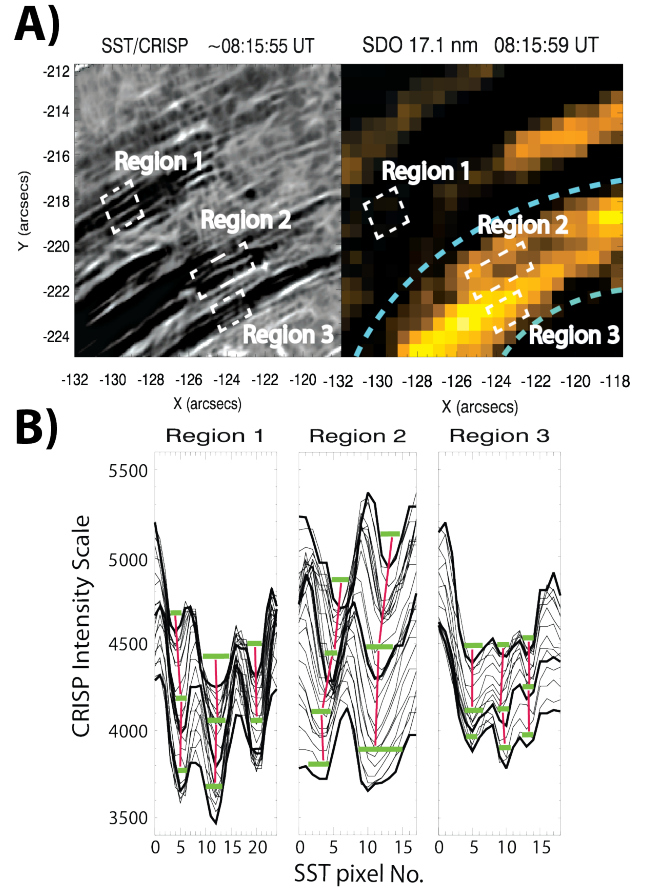 A)
SST/CRISP ~08:15:55 UT SDO 17.1 nm 08:15:59 UT
-212
-214
-216
-218
-220
-222
-224
Y (arcsecs)
Region 1
Region 2
Region 3
Region 1
Region 2
Region 3
-132 -130 -128 -126 -124 -122 -120 -132 -130 -128 -126 -124 -122 -120 -118
X (arcsecs) X (arcsecs)
B)
Region 1 Region 2 Region 3
5500
5000
4500
4000
3500
CRISP Intensity Scale
0 5 10 15 20 0 5 10 15 0 5 10 15
SST pixel No.